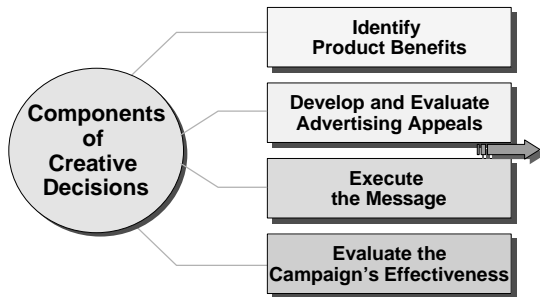 Components
of
Creative
Decisions
Identify
Product Benefits
Develop and Evaluate
Advertising Appeals
Execute
the Message
Evaluate the
Campaign's Effectiveness